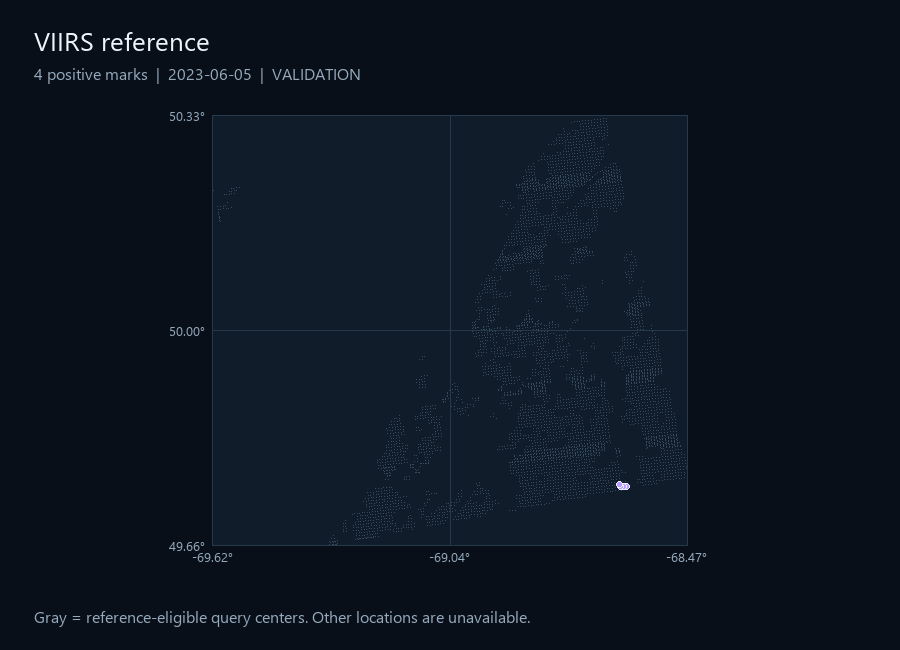 VIIRS reference
4 positive marks | 2023-06-05 | VALIDATION
50.33°
50.00°
49.66°
-69.62°
-69.04°
-68.47°
Gray = reference-eligible query centers. Other locations are unavailable.